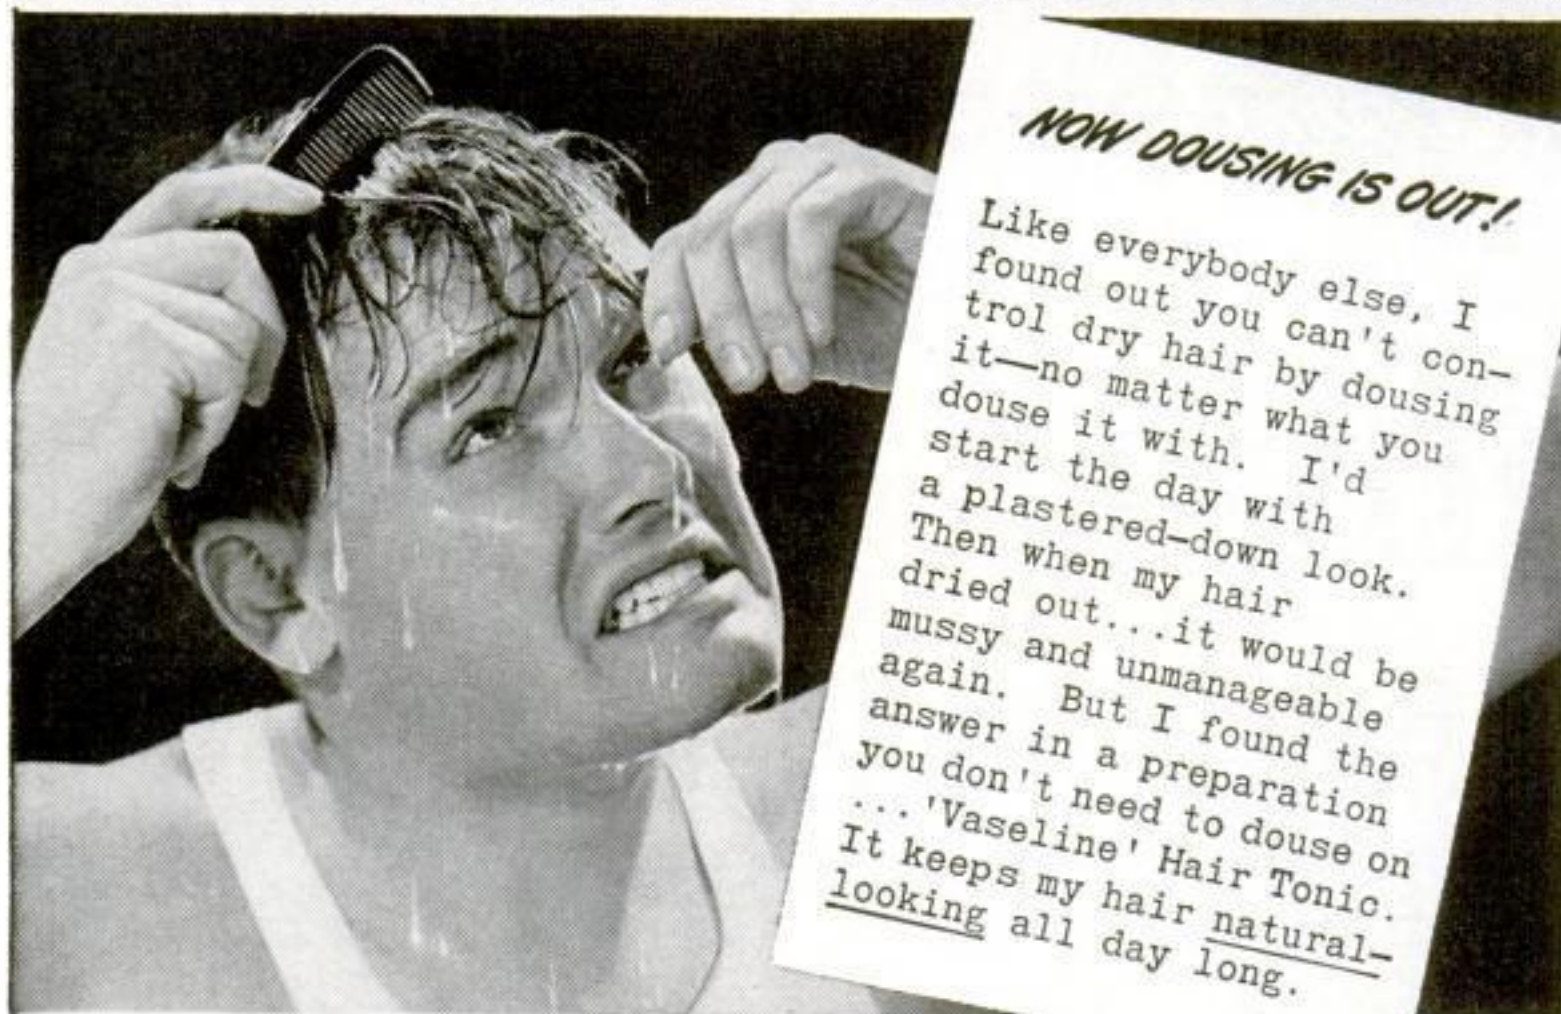 NOW DOUSING IS OUT!
Like everybody else, I
found out you can't con-
trol dry hair by dousing
it—no matter what you
douse it with.  I'd
start the day with
a plastered-down look.
Then when my hair
dried out...it would be
mussy and unmanageable
again.  But I found the
answer in a preparation
you don't need to douse on
...'Vaseline' Hair Tonic.
It keeps my hair natural-
looking all day long.